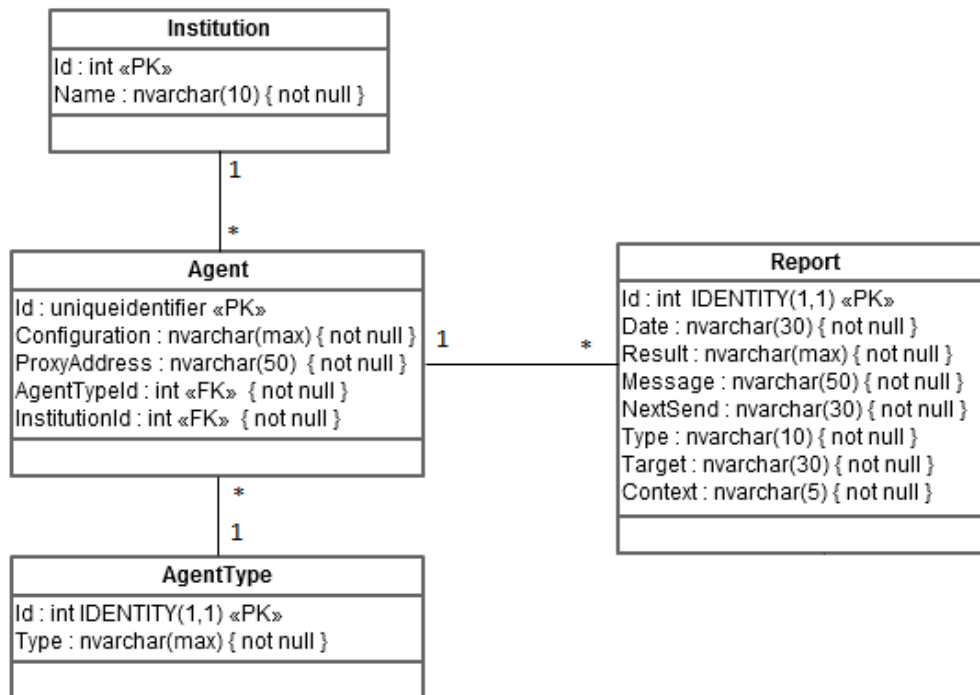 Institution
Id : int «PK»
Name : nvarchar(10) { not null }
1
*
Agent
Id : uniqueidentifier «PK»
Configuration : nvarchar(max) { not null }
ProxyAddress : nvarchar(50) { not null }
AgentTypeId : int «FK» { not null }
InstitutionId : int «FK» { not null }
1
*
Report
Id : int IDENTITY(1,1) «PK»
Date : nvarchar(30) { not null }
Result : nvarchar(max) { not null }
Message : nvarchar(50) { not null }
NextSend : nvarchar(30) { not null }
Type : nvarchar(10) { not null }
Target : nvarchar(30) { not null }
Context : nvarchar(5) { not null }
*
1
AgentType
Id : int IDENTITY(1,1) «PK»
Type : nvarchar(max) { not null }